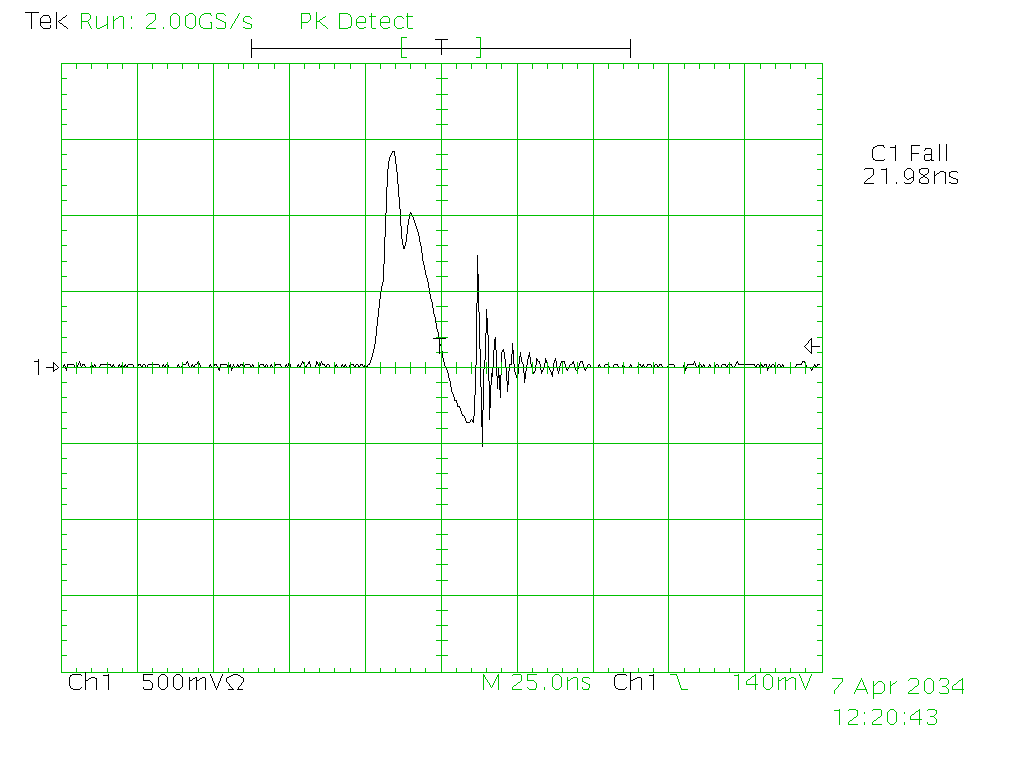 Tek Run: 2.00GS/s Pk Detect
T
C1 Fall
21.98ns
1
Ch1 500mVΩ M 25.0ns Ch1 140mV
7 Apr 2034
12:20:43